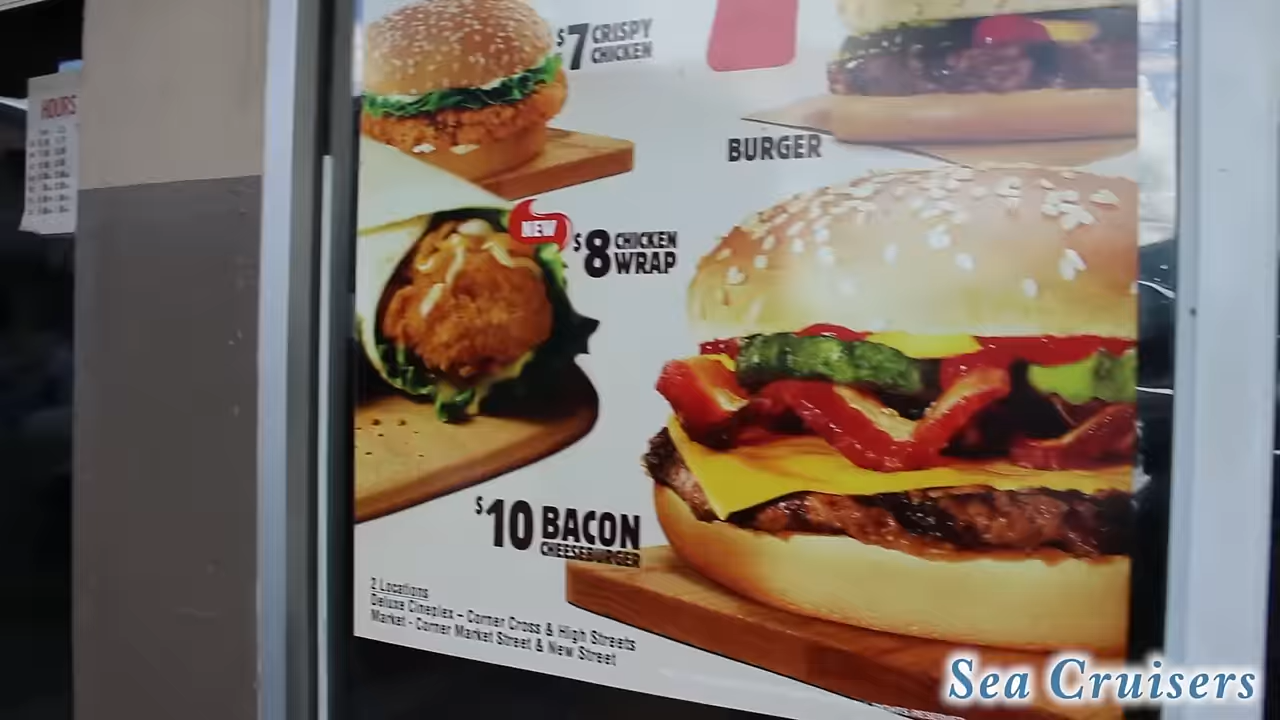 HOURS
$7 CRISPY
CHICKEN
BURGER
NEW
$8 CHICKEN
WRAP
$10 BACON
CHEESEBURGER
2 Locations
Deluxe Cineplex – Corner Cross & High Streets
Market - Corner Market Street & New Street
Sea Cruisers